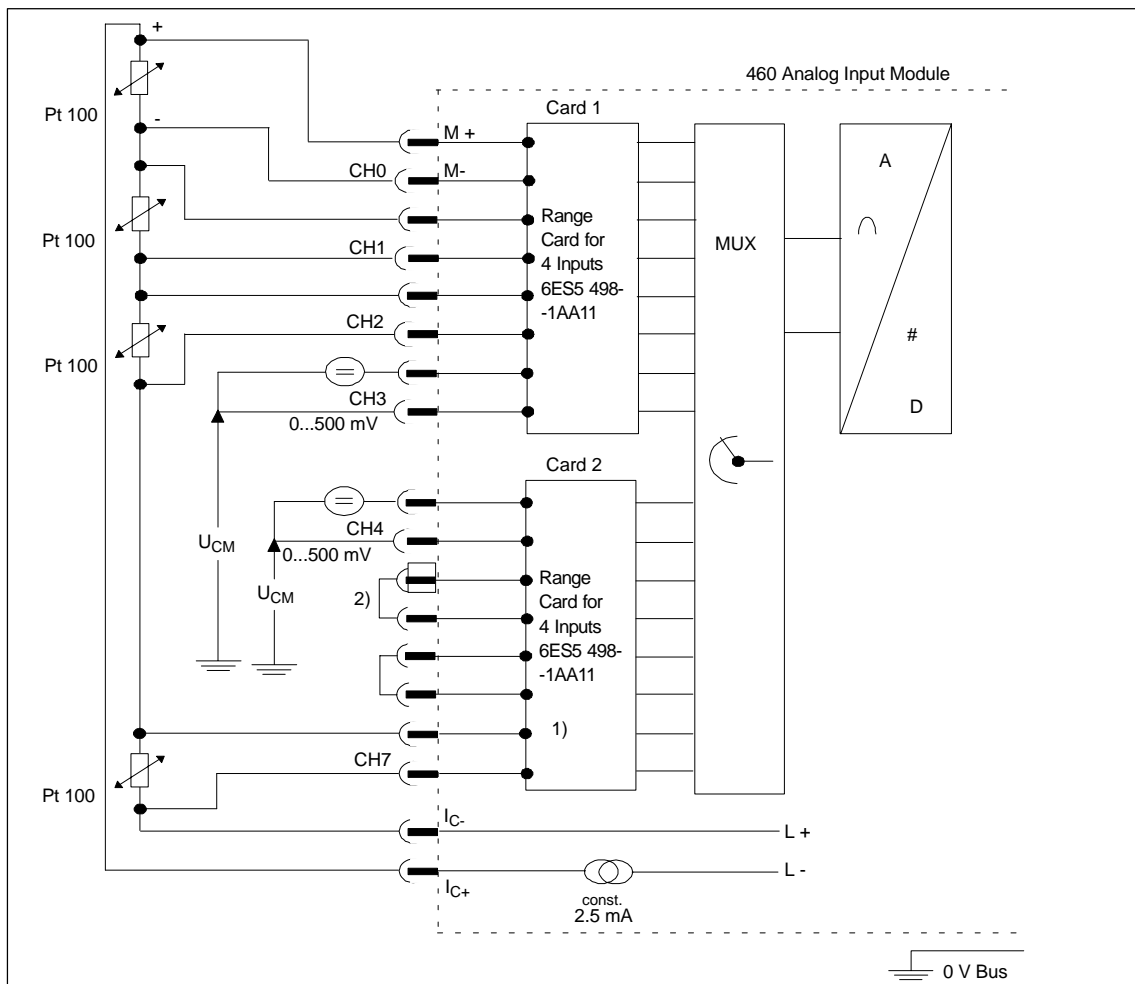 460 Analog Input Module
+
Pt 100
-
Card 1
M +
CH0
M-
A
Range
Card for
4 Inputs
6ES5 498-
-1AA11
MUX
Pt 100
CH1
CH2
#
Pt 100
CH3
0...500 mV
D
Card 2
UCM
CH4
0...500 mV
UCM
2)
Range
Card for
4 Inputs
6ES5 498-
-1AA11
1)
CH7
Pt 100
IC-
L +
IC+
L -
const.
2.5 mA
0 V Bus